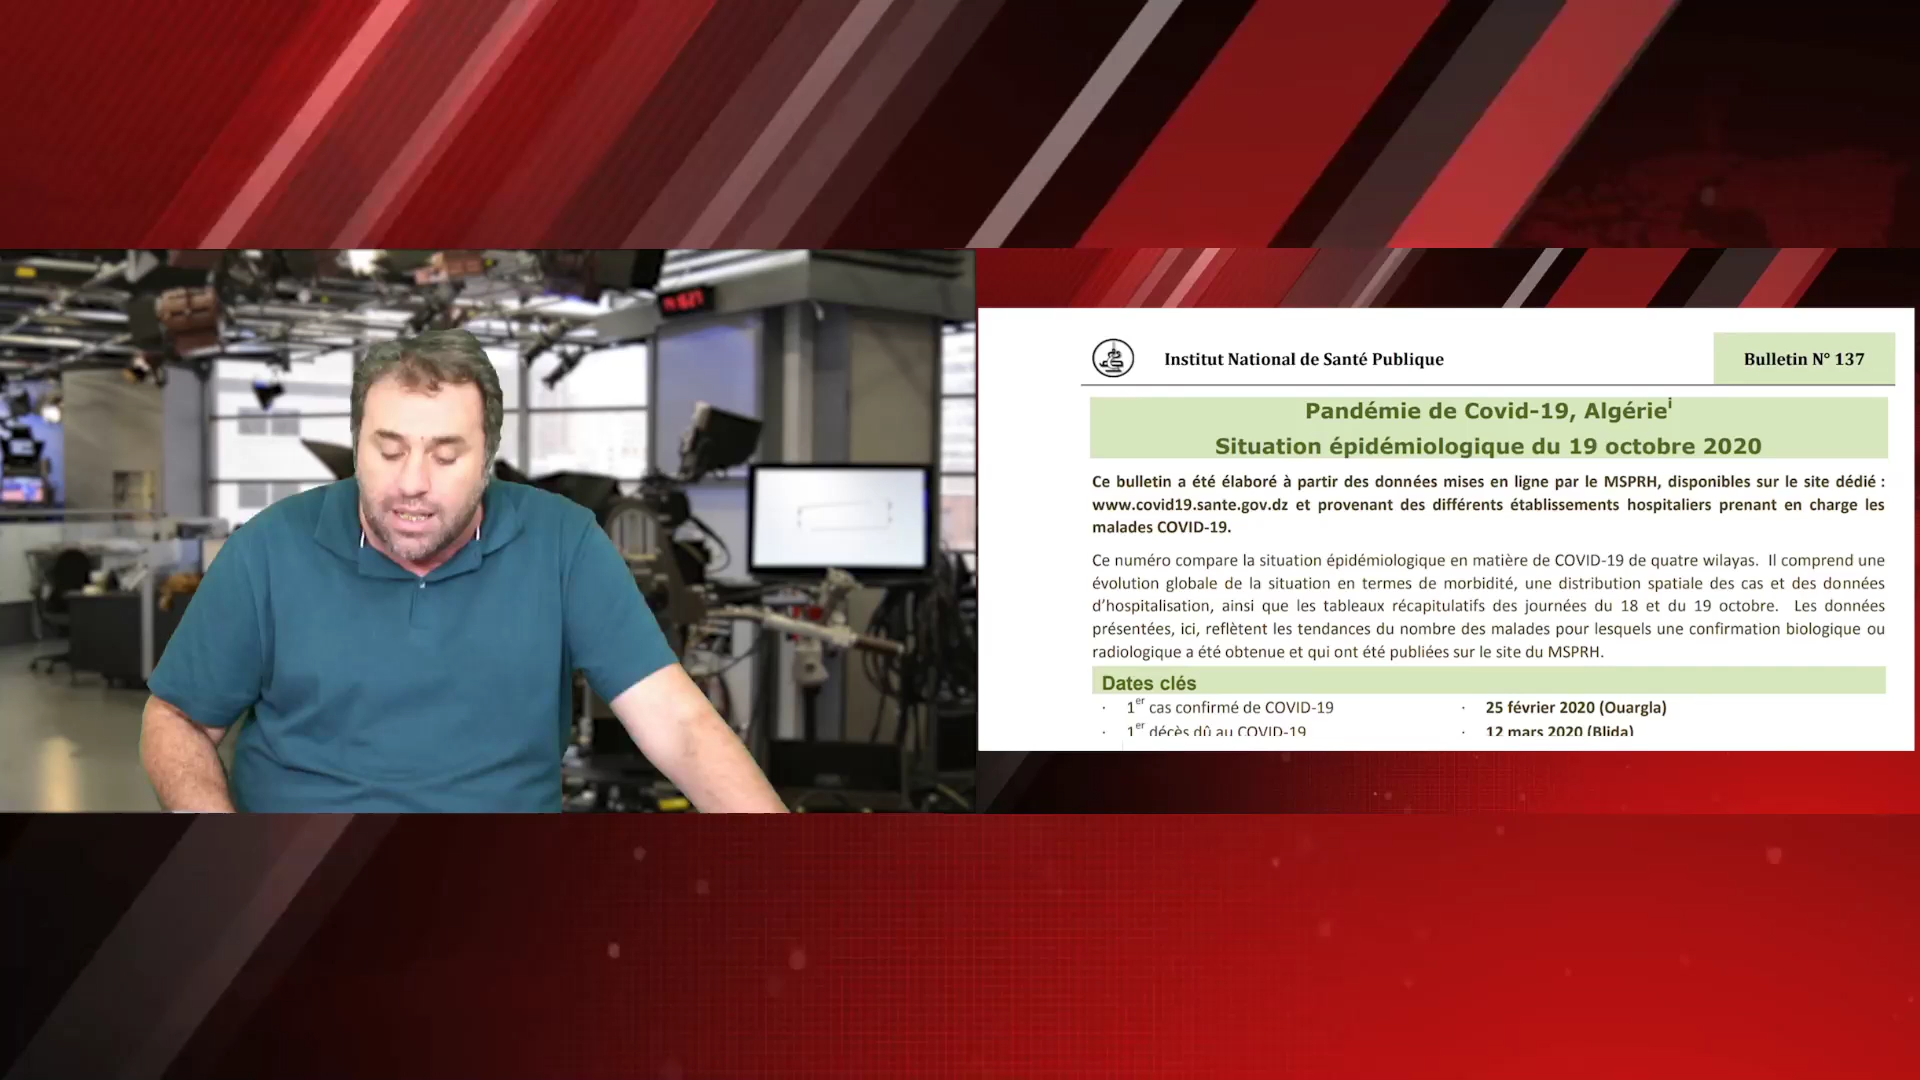 Institut National de Santé Publique
Bulletin N° 137
Pandémie de Covid-19, Algérieⁱ
Situation épidémiologique du 19 octobre 2020
Ce bulletin a été élaboré à partir des données mises en ligne par le MSPRH, disponibles sur le site dédié :
www.covid19.sante.gov.dz et provenant des différents établissements hospitaliers prenant en charge les
malades COVID-19.
Ce numéro compare la situation épidémiologique en matière de COVID-19 de quatre wilayas. Il comprend une
évolution globale de la situation en termes de morbidité, une distribution spatiale des cas et des données
d’hospitalisation, ainsi que les tableaux récapitulatifs des journées du 18 et du 19 octobre. Les données
présentées, ici, reflètent les tendances du nombre des malades pour lesquels une confirmation biologique ou
radiologique a été obtenue et qui ont été publiées sur le site du MSPRH.
Dates clés
· 1er cas confirmé de COVID-19 · 25 février 2020 (Ouargla)
· 1er décès dû au COVID-19 · 12 mars 2020 (Blida)